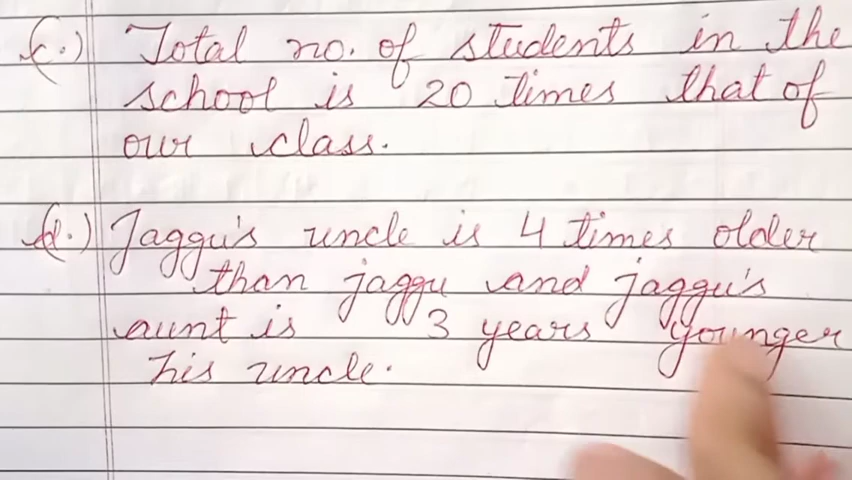 (c.) Total no. of students in the
school is 20 times that of
our class.
(d.) Jaggu's uncle is 4 times older
than jaggu and jaggu's
aunt is 3 years younger
his uncle.